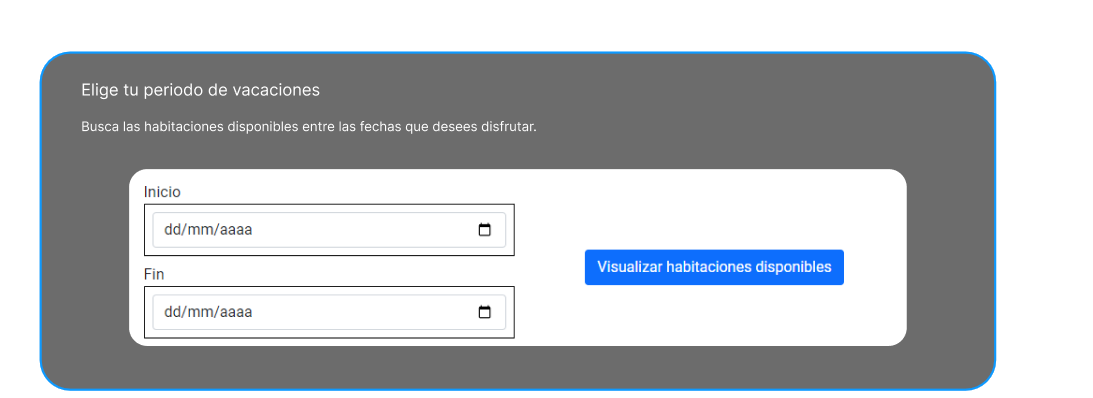 Elige tu periodo de vacaciones
Busca las habitaciones disponibles entre las fechas que desees disfrutar.
Inicio
dd/mm/aaaa
Visualizar habitaciones disponibles
Fin
dd/mm/aaaa